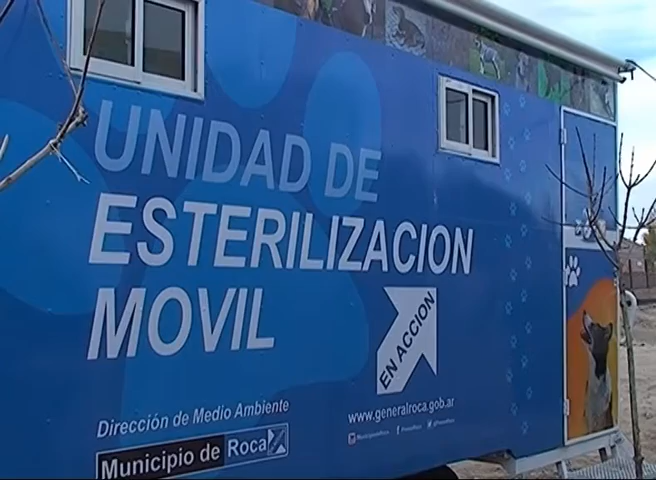 UNIDAD DE
ESTERILIZACION
MOVIL
EN ACCION
www.generalroca.gob.ar
Dirección de Medio Ambiente
Municipio de Roca